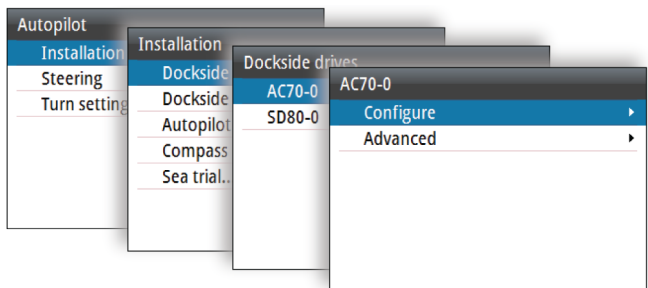 Autopilot
Installation
Steering
Turn setting
Installation
Dockside
Dockside
Autopilot
Compass
Sea trial..
Dockside drives
AC70-0
SD80-0
AC70-0
Configure
Advanced